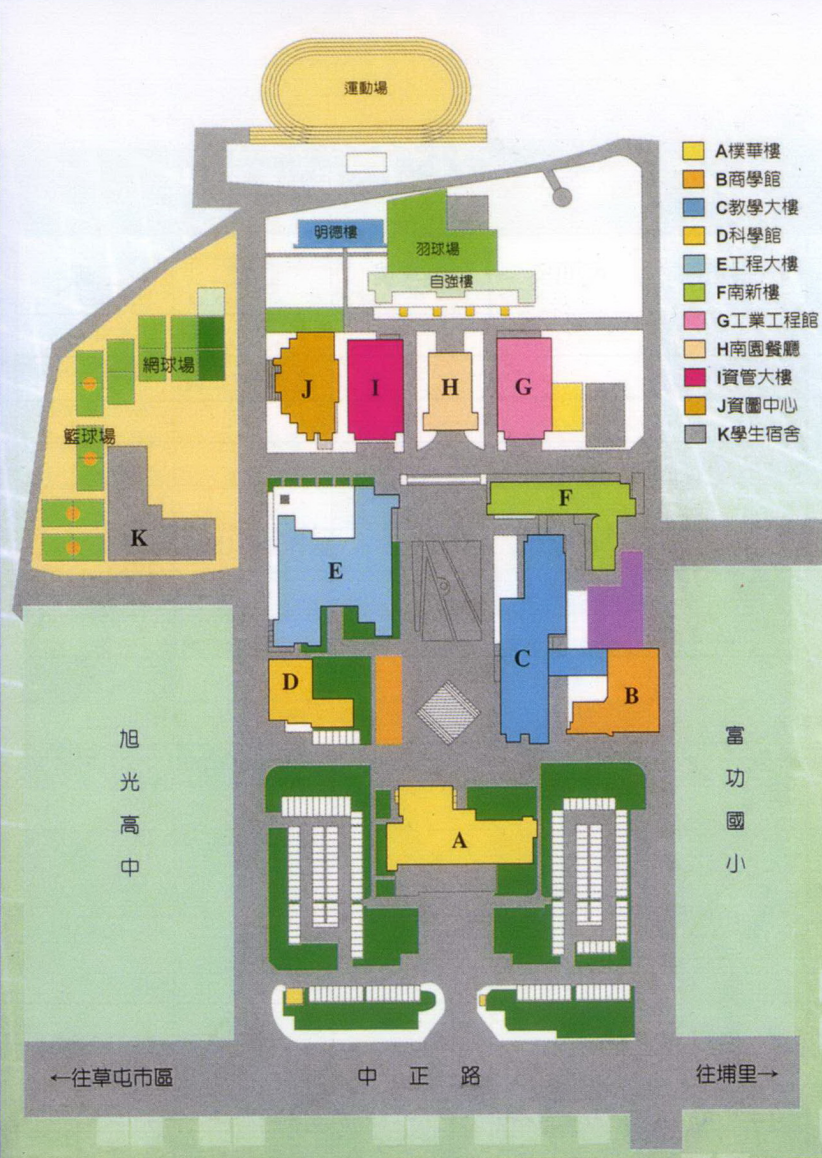 運動場
A樸華樓
B商學館
C教學大樓
D科學館
E工程大樓
F南新樓
G工業工程館
H南園餐廳
I資管大樓
J資圖中心
K學生宿舍
明德樓
羽球場
自強樓
網球場
籃球場
J
I
H
G
K
F
E
C
D
B
A
旭光高中
富功國小
←往草屯市區
中正路
往埔里→